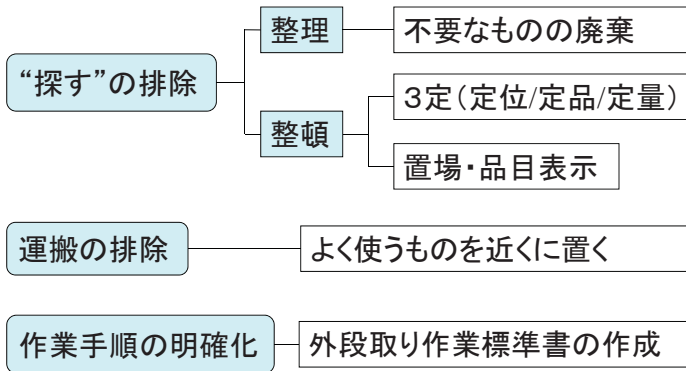 “探す”の排除
整理
不要なものの廃棄
整頓
３定（定位/定品/定量）
置場・品目表示
運搬の排除
よく使うものを近くに置く
作業手順の明確化
外段取り作業標準書の作成